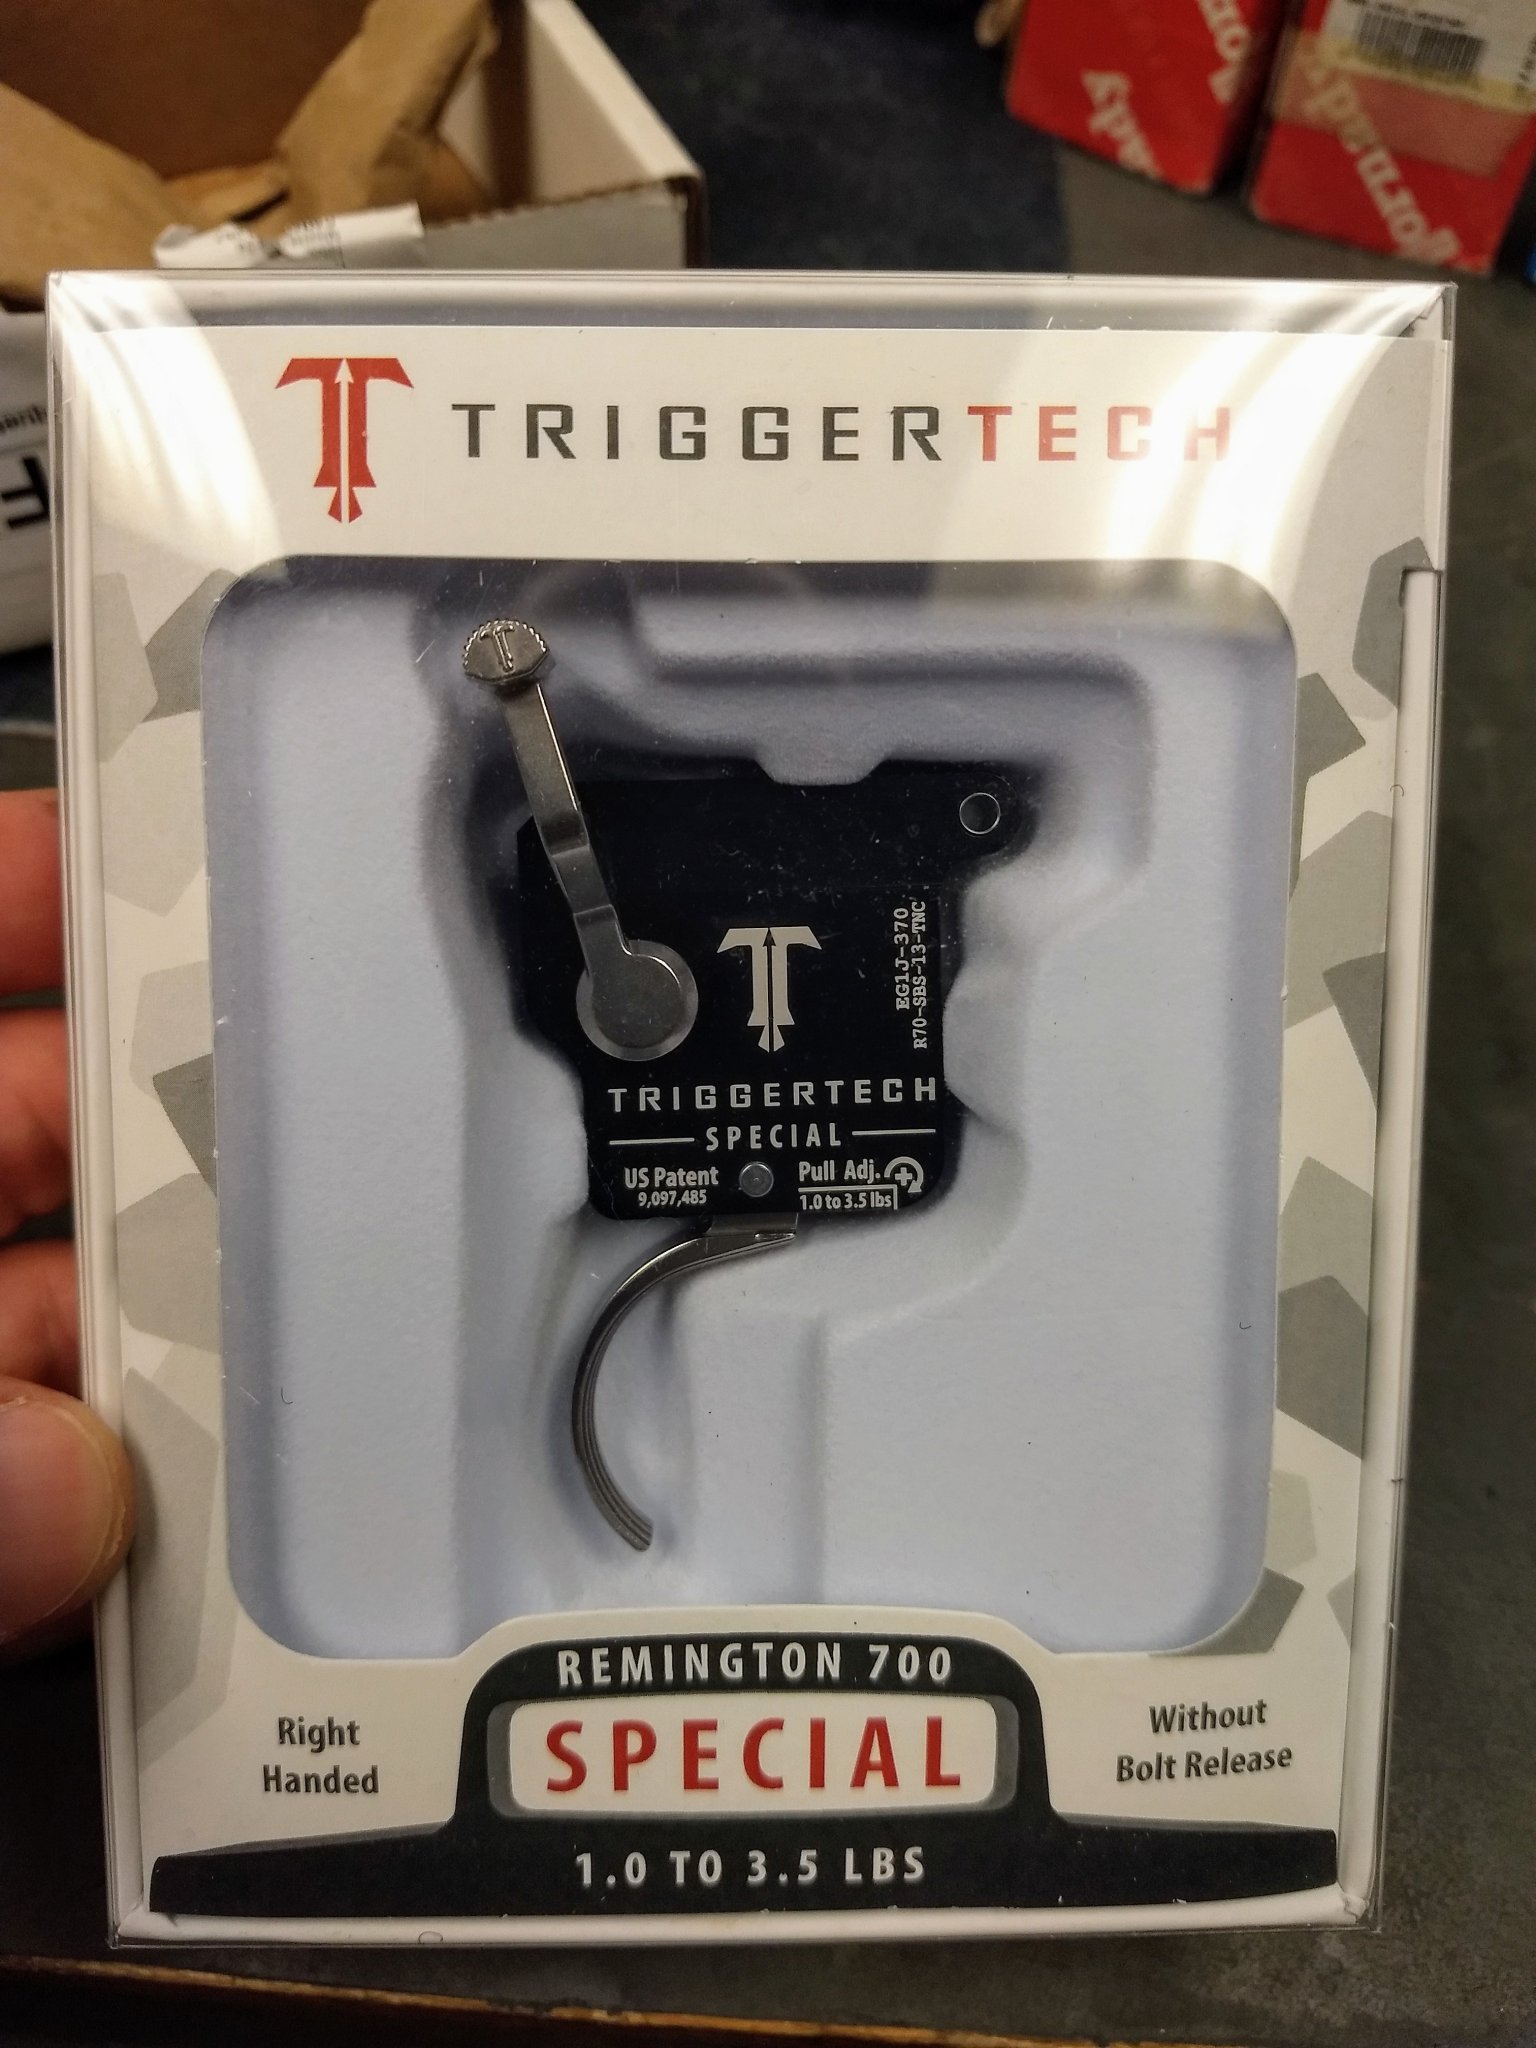 Hornady
TRIGGERTECH
EG1J-370
R70-SBS-13-TNC
TRIGGERTECH
SPECIAL
US Patent
9,097,485
Pull Adj.
1.0 to 3.5 lbs
REMINGTON 700
SPECIAL
1.0 TO 3.5 LBS
Right
Handed
Without
Bolt Release